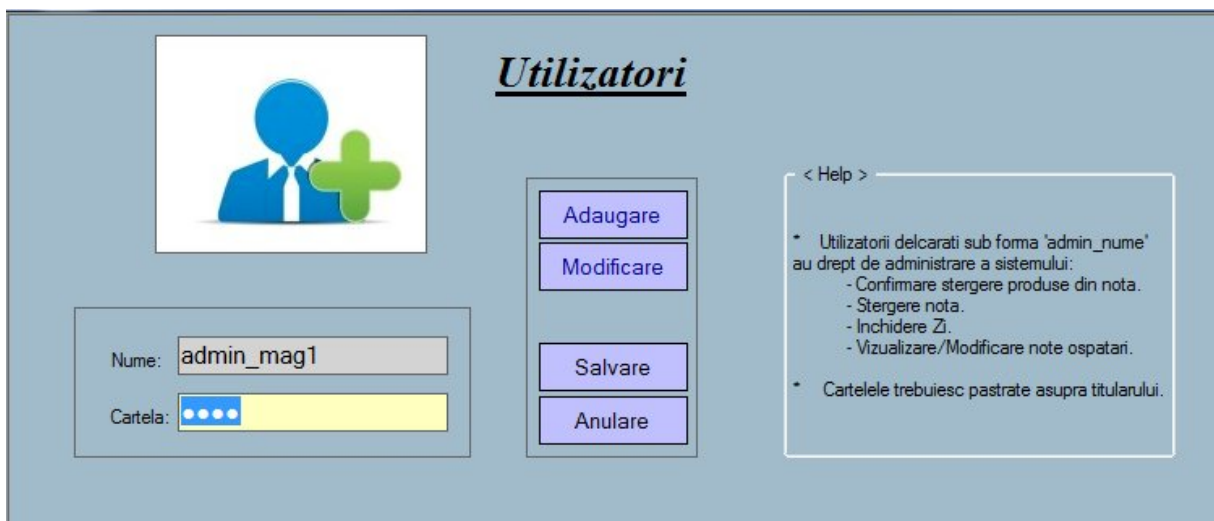 Utilizatori
Adaugare
Modificare
Salvare
Anulare
Nume: admin_mag1
Cartela: ●●●●
< Help >
* Utilizatorii delcarati sub forma 'admin_nume'
au drept de administrare a sistemului:
- Confirmare stergere produse din nota.
- Stergere nota.
- Inchidere Zi.
- Vizualizare/Modificare note ospatari.
* Cartelele trebuiesc pastrate asupra titularului.